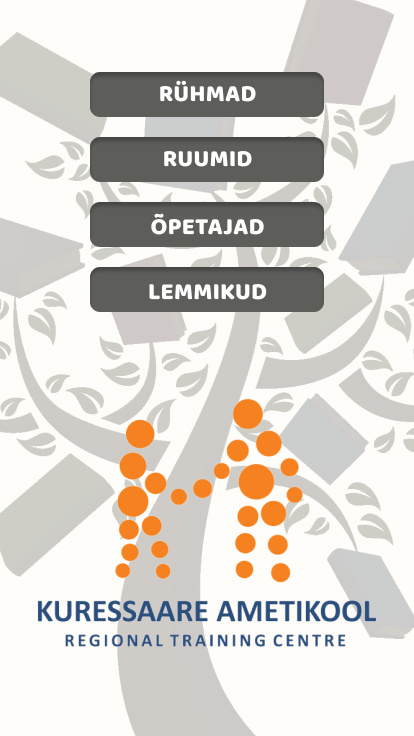 RÜHMAD
RUUMID
ÕPETAJAD
LEMMIKUD
KURESSAARE AMETIKOOL
REGIONAL TRAINING CENTRE